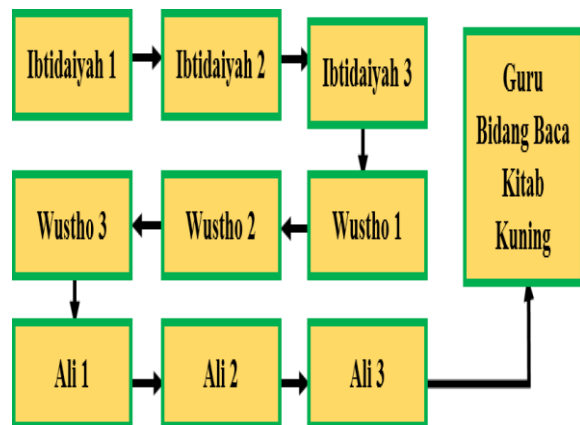 Ibtidaiyah 1
Ibtidaiyah 2
Ibtidaiyah 3
Wustho 1
Wustho 2
Wustho 3
Ali 1
Ali 2
Ali 3
Guru
Bidang Baca
Kitab
Kuning